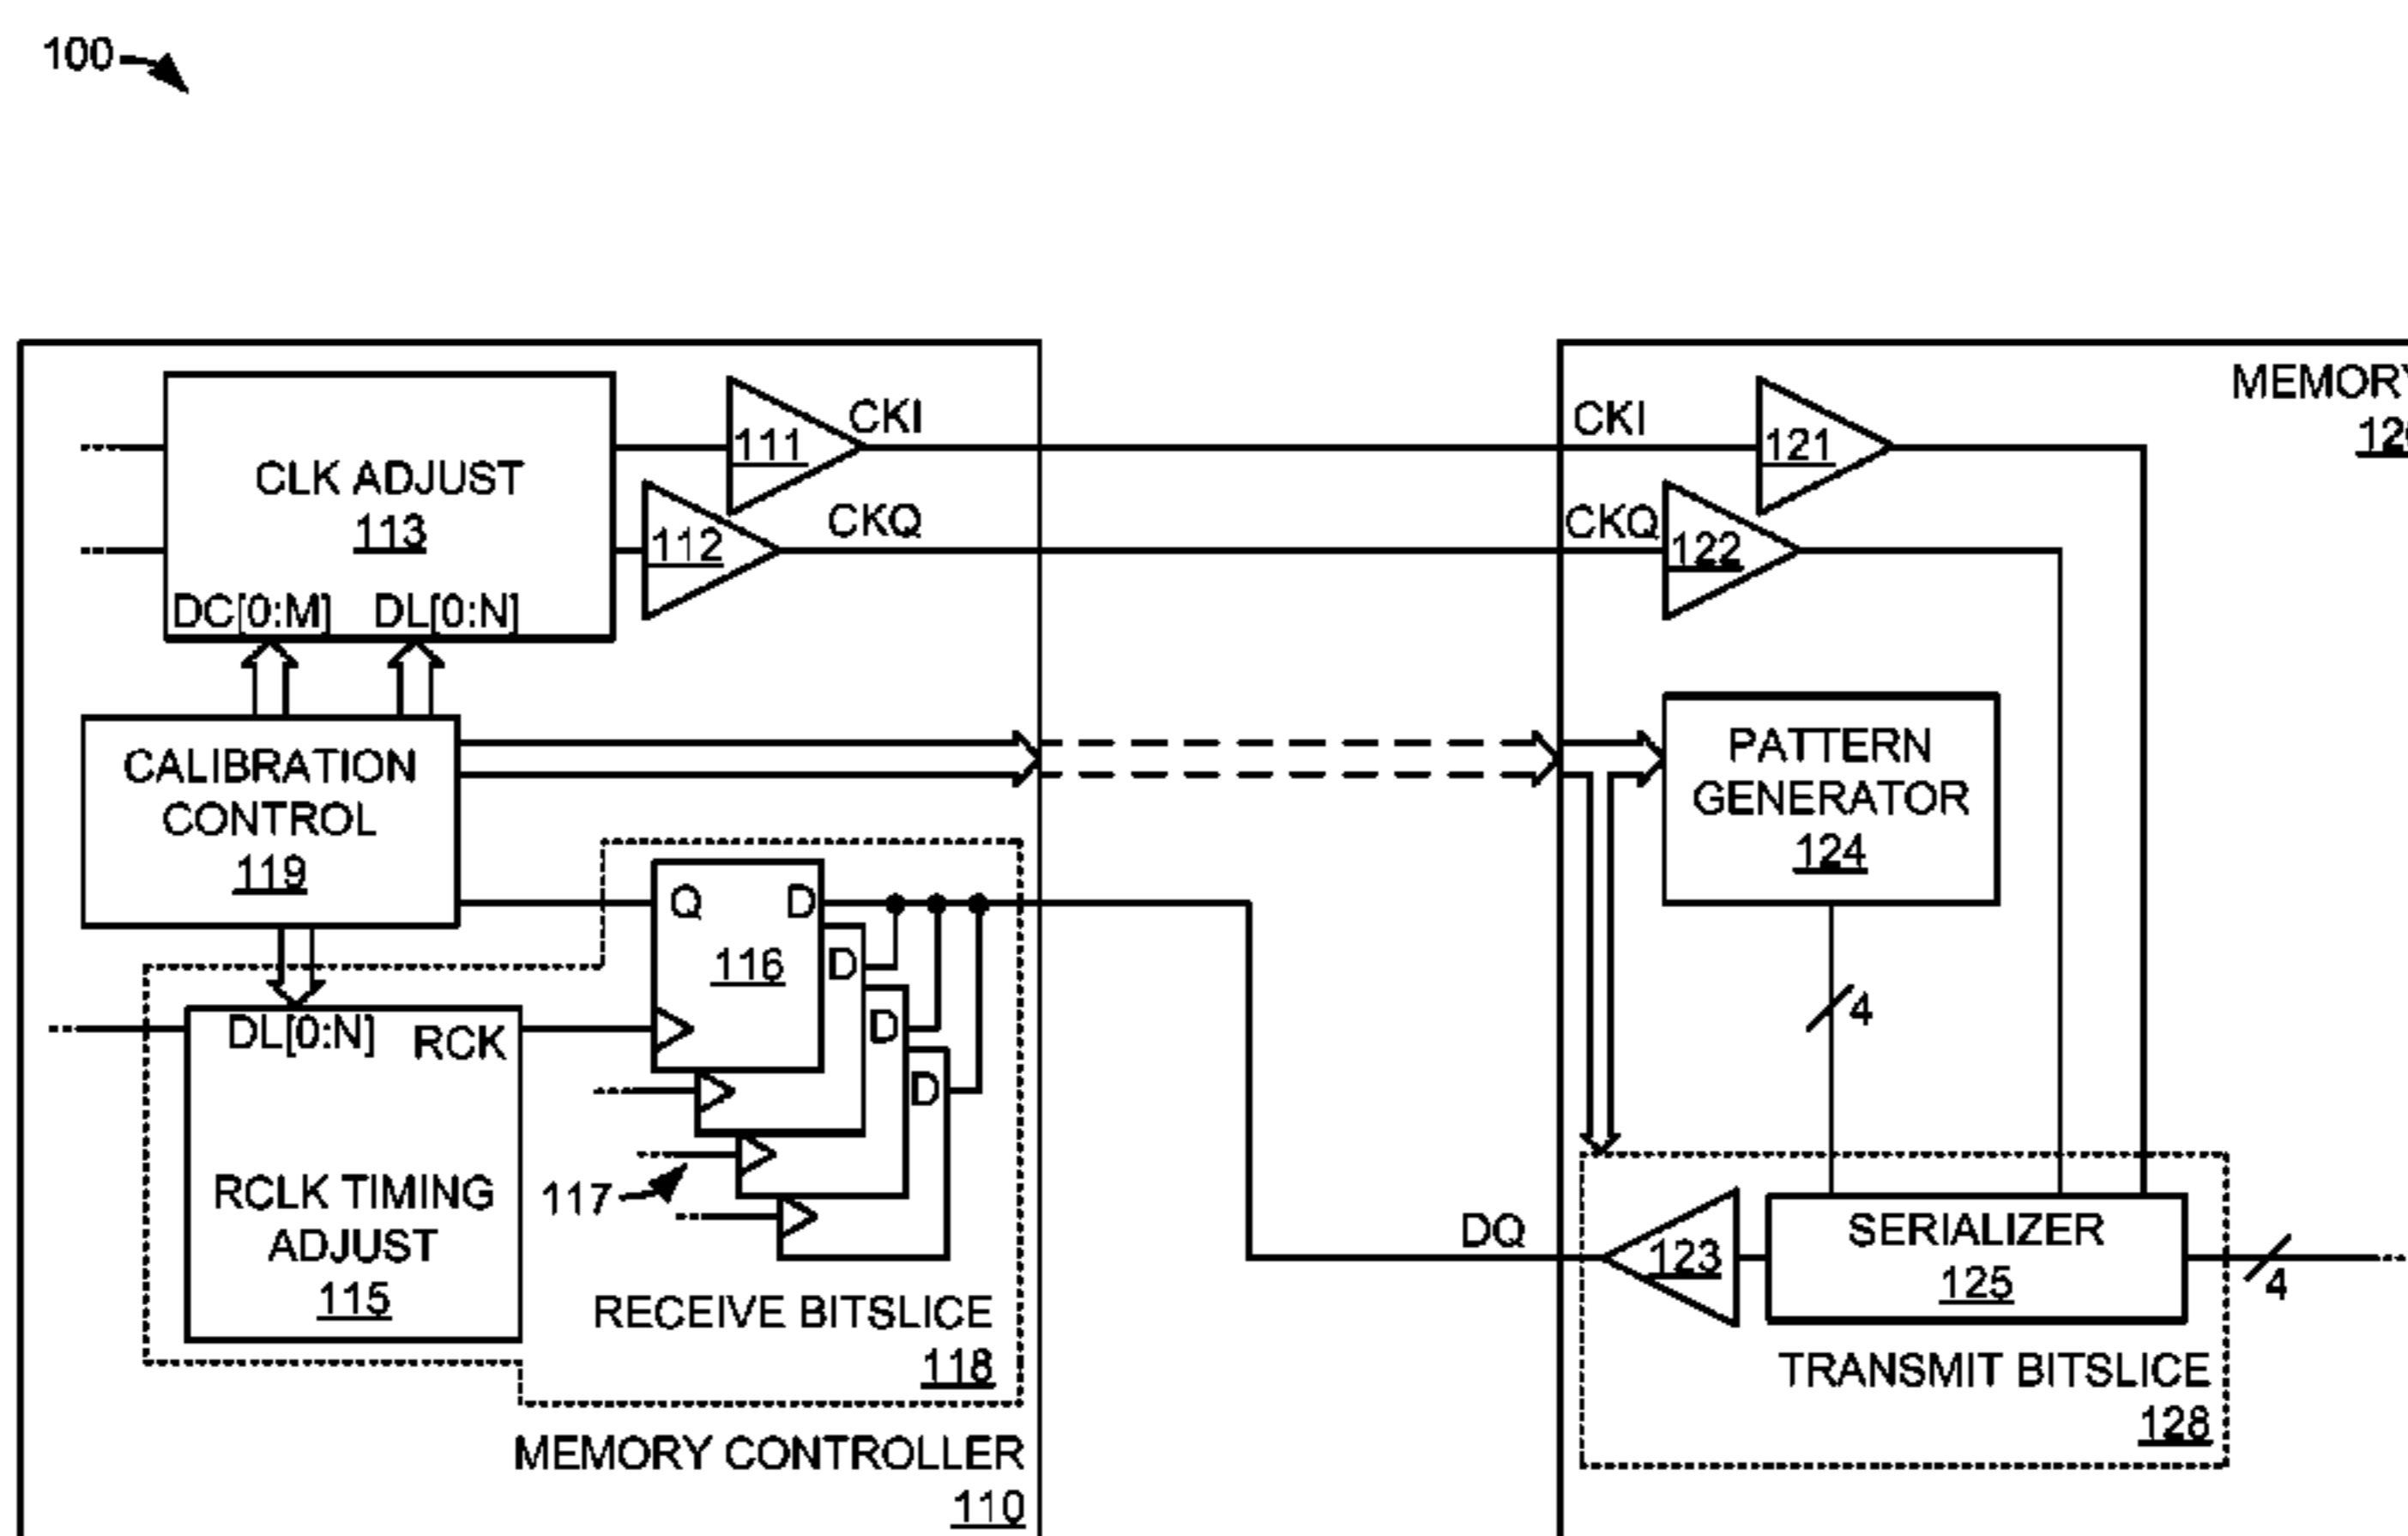 100
CLK ADJUST
113
DC[0:M] DL[0:N]
111
CKI
112
CKQ
CALIBRATION
CONTROL
119
Q D
116
D
D
D
DL[0:N] RCK
RCLK TIMING
ADJUST
115
117
RECEIVE BITSLICE
118
MEMORY CONTROLLER
110
CKI
121
CKQ
122
PATTERN
GENERATOR
124
4
DQ
123
SERIALIZER
125
4
TRANSMIT BITSLICE
128